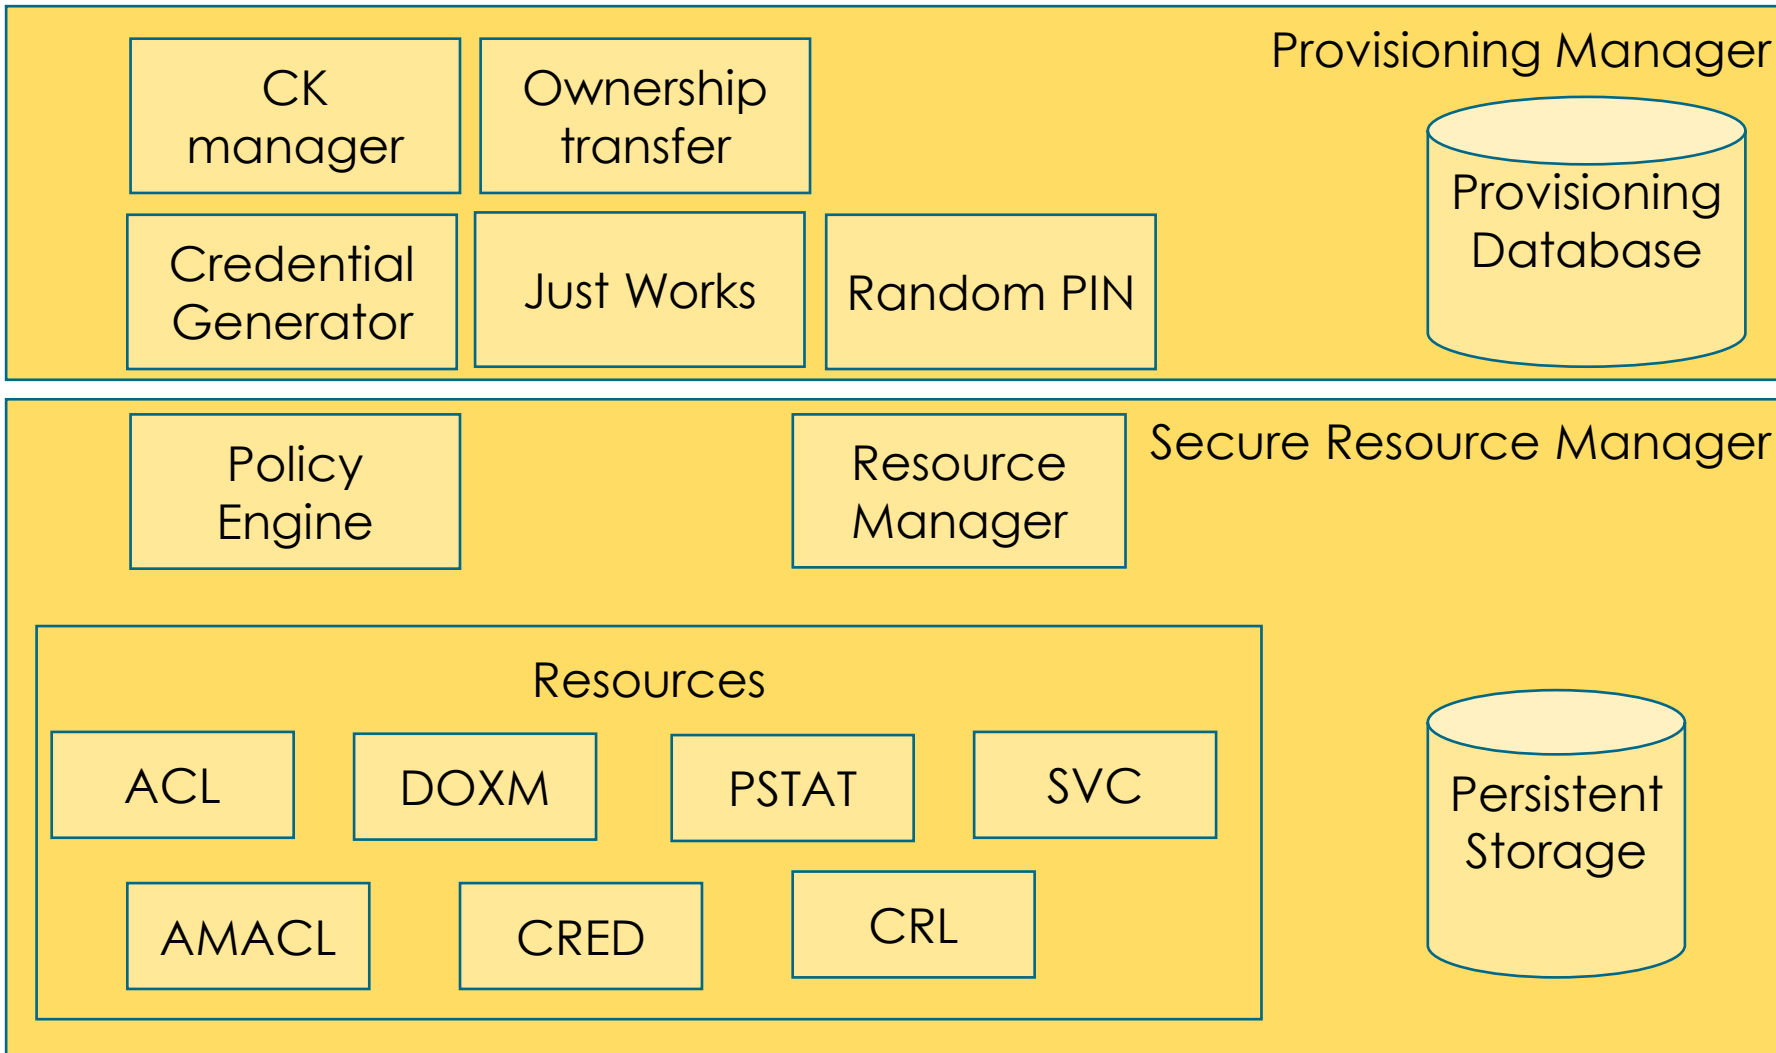 Provisioning Manager
CK
manager
Ownership
transfer
Credential
Generator
Just Works
Random PIN
Provisioning
Database
Secure Resource Manager
Policy
Engine
Resource
Manager
Resources
ACL
DOXM
PSTAT
SVC
AMACL
CRED
CRL
Persistent
Storage